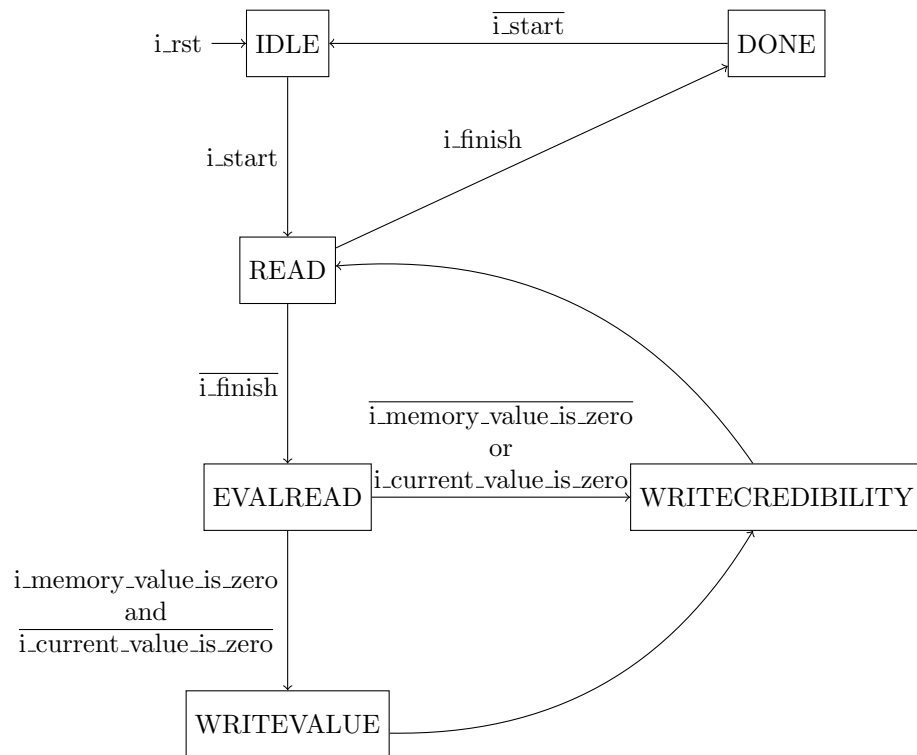 i_rst
IDLE
i_start
DONE
i_start
i_finish
READ
i_finish
i_memory_value_is_zero
or
i_current_value_is_zero
EVALREAD
WRITECREDIBILITY
i_memory_value_is_zero
and
i_current_value_is_zero
WRITEVALUE